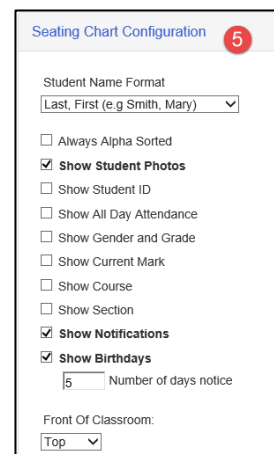 Seating Chart Configuration 5
Student Name Format
Last, First (e.g Smith, Mary)
Always Alpha Sorted
Show Student Photos
Show Student ID
Show All Day Attendance
Show Gender and Grade
Show Current Mark
Show Course
Show Section
Show Notifications
Show Birthdays
5 Number of days notice
Front Of Classroom:
Top